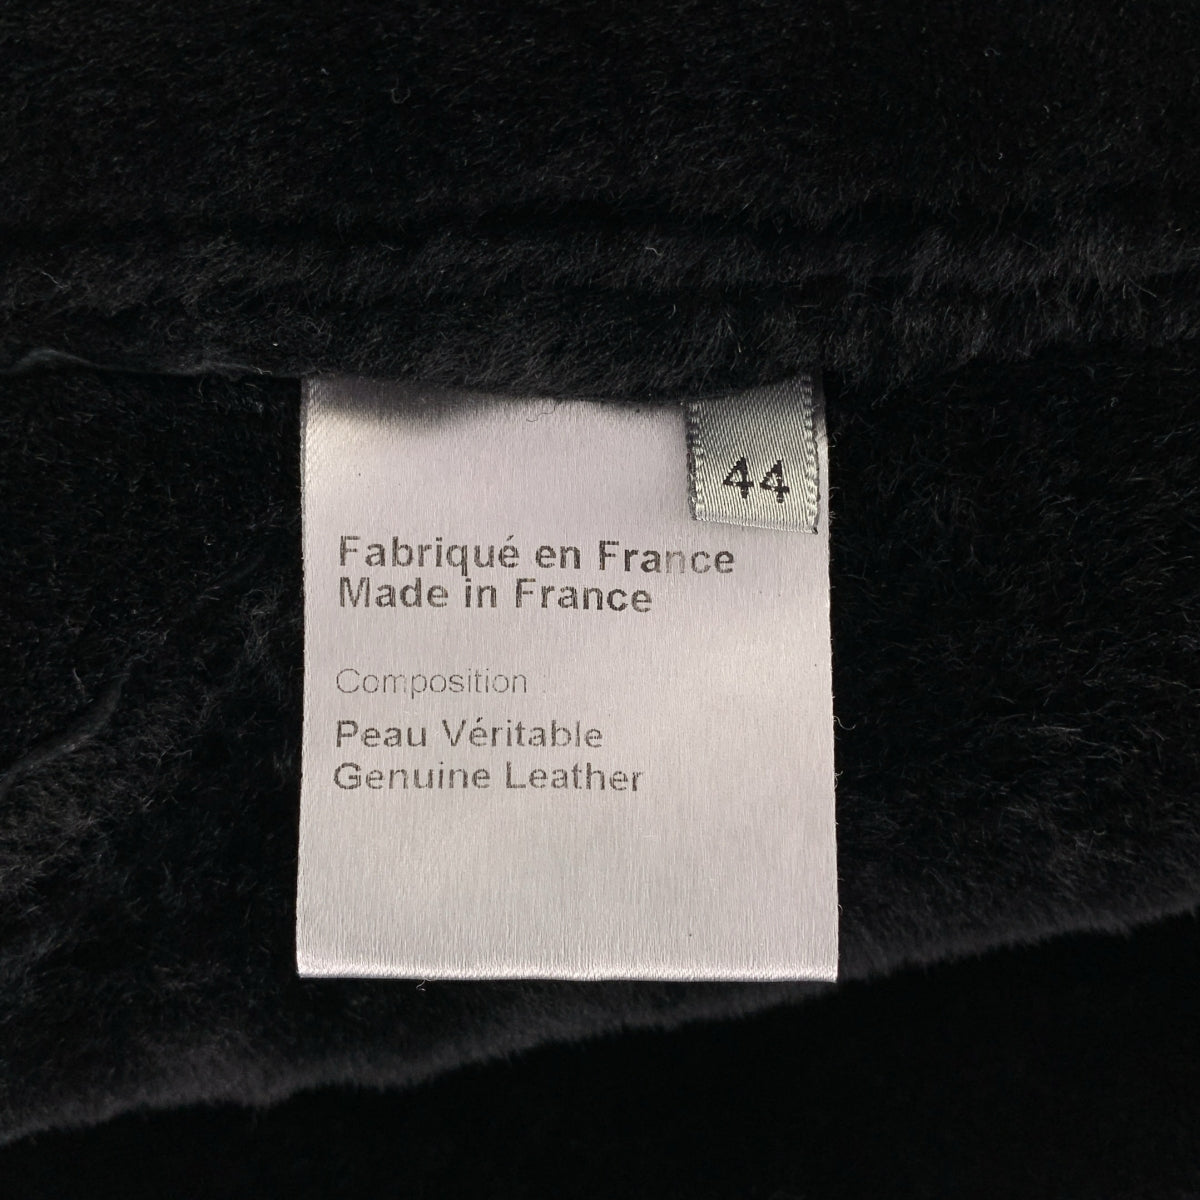 44
Fabriqué en France
Made in France
Composition :
Peau Véritable
Genuine Leather